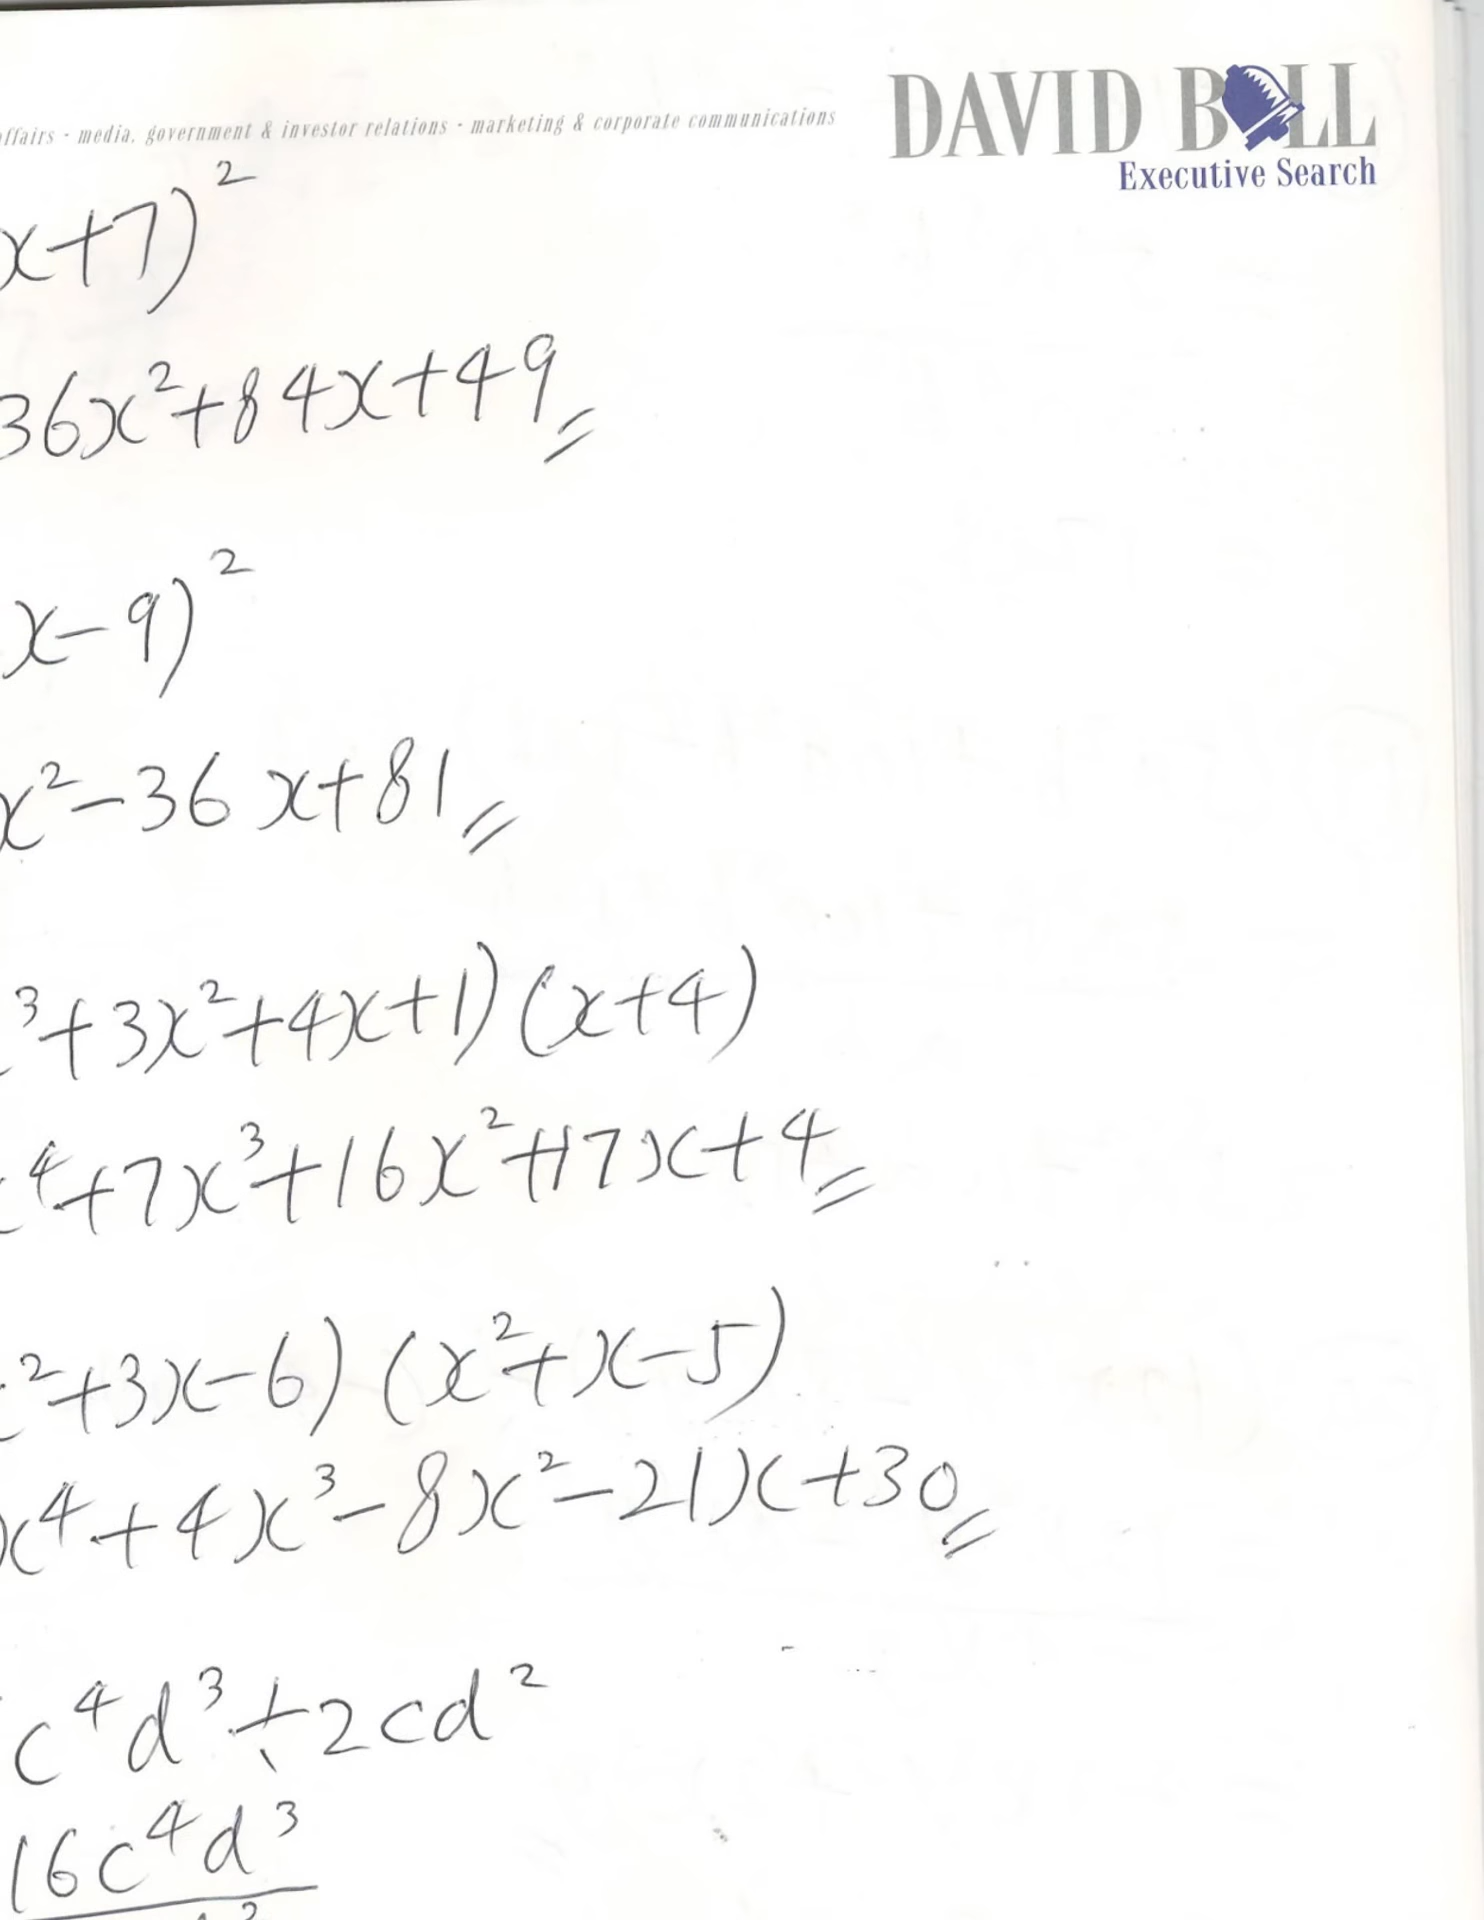 ffairs - media, government & investor relations - marketing & corporate communications
DAVID BELL
Executive Search
x+7)²
36x²+84x+49
x-9)²
x²-36x+81
³+3x²+4x+1)(x+4)
⁴+7x³+16x²+17x+4
²+3x-6)(x²+x-5)
x⁴+4x³-8x²-21x+30
c⁴d³÷2cd²
16c⁴d³